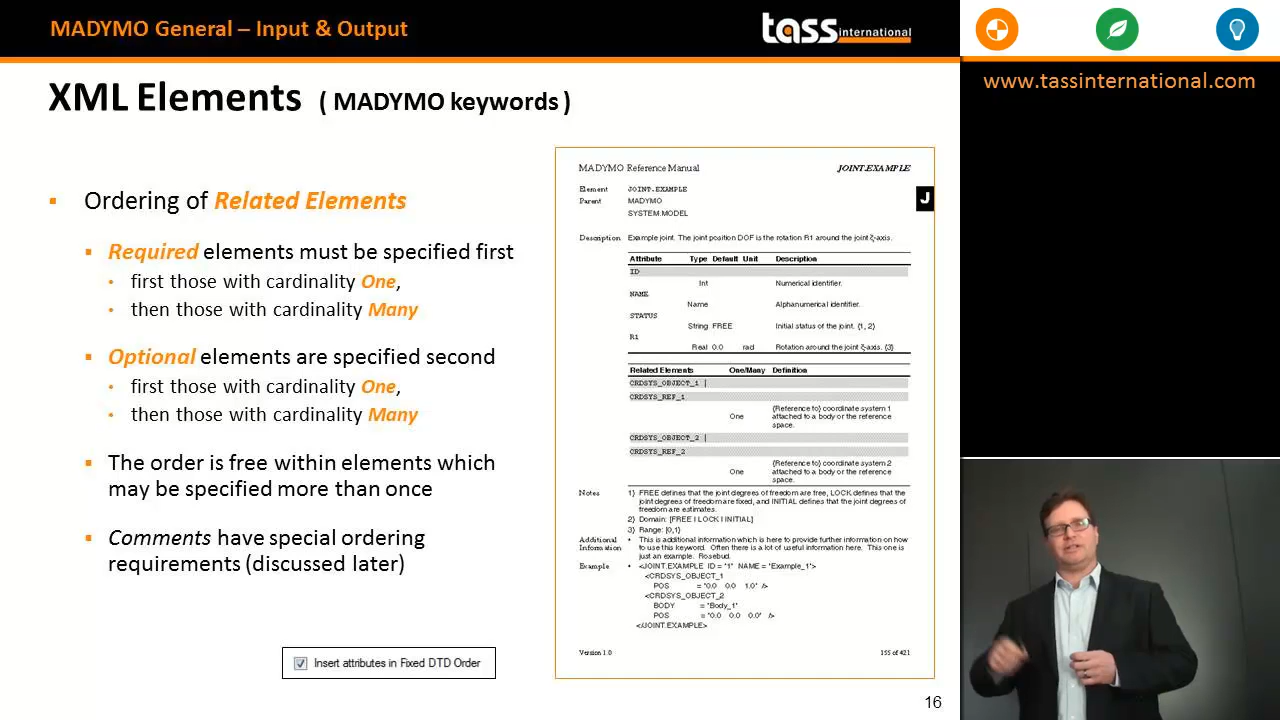 MADYMO General – Input & Output
tass international
www.tassinternational.com
XML Elements ( MADYMO keywords )
▪ Ordering of Related Elements
▪ Required elements must be specified first
• first those with cardinality One,
• then those with cardinality Many
▪ Optional elements are specified second
• first those with cardinality One,
• then those with cardinality Many
▪ The order is free within elements which
may be specified more than once
▪ Comments have special ordering
requirements (discussed later)
Insert attributes in Fixed DTD Order
MADYMO Reference Manual JOINT.EXAMPLE
J
Element JOINT.EXAMPLE
Parent MADYMO
SYSTEM.MODEL
Description Example joint. The joint position DOF is the rotation R1 around the joint ζ-axis.
Attribute Type Default Unit Description
ID
Int Numerical identifier.
NAME
Name Alphanumerical identifier.
STATUS
String FREE Initial status of the joint. {1, 2}
R1
Real 0.0 rad Rotation around the joint ζ-axis. {3}
Related Elements One/Many Definition
CRDSYS_OBJECT_1 |
CRDSYS_REF_1
One {Reference to} coordinate system 1
attached to a body or the reference
space.
CRDSYS_OBJECT_2 |
CRDSYS_REF_2
One {Reference to} coordinate system 2
attached to a body or the reference
space.
Notes 1} FREE defines that the joint degrees of freedom are free, LOCK defines that the
joint degrees of freedom are fixed, and INITIAL defines that the joint degrees of
freedom are estimates.
2} Domain: [FREE | LOCK | INITIAL]
3} Range: [0,1}
Additional Information • This is additional information which is here to provide further information on how
to use this keyword. Often there is a lot of useful information here. This one is
just an example. Rosebud.
Example • <JOINT.EXAMPLE ID = "1" NAME = "Example_1">
<CRDSYS_OBJECT_1
POS = "0.0 0.0 1.0" />
<CRDSYS_OBJECT_2
BODY = "Body_1"
POS = "0.0 0.0 0.0" />
</JOINT.EXAMPLE>
Version 1.0 155 of 421
16